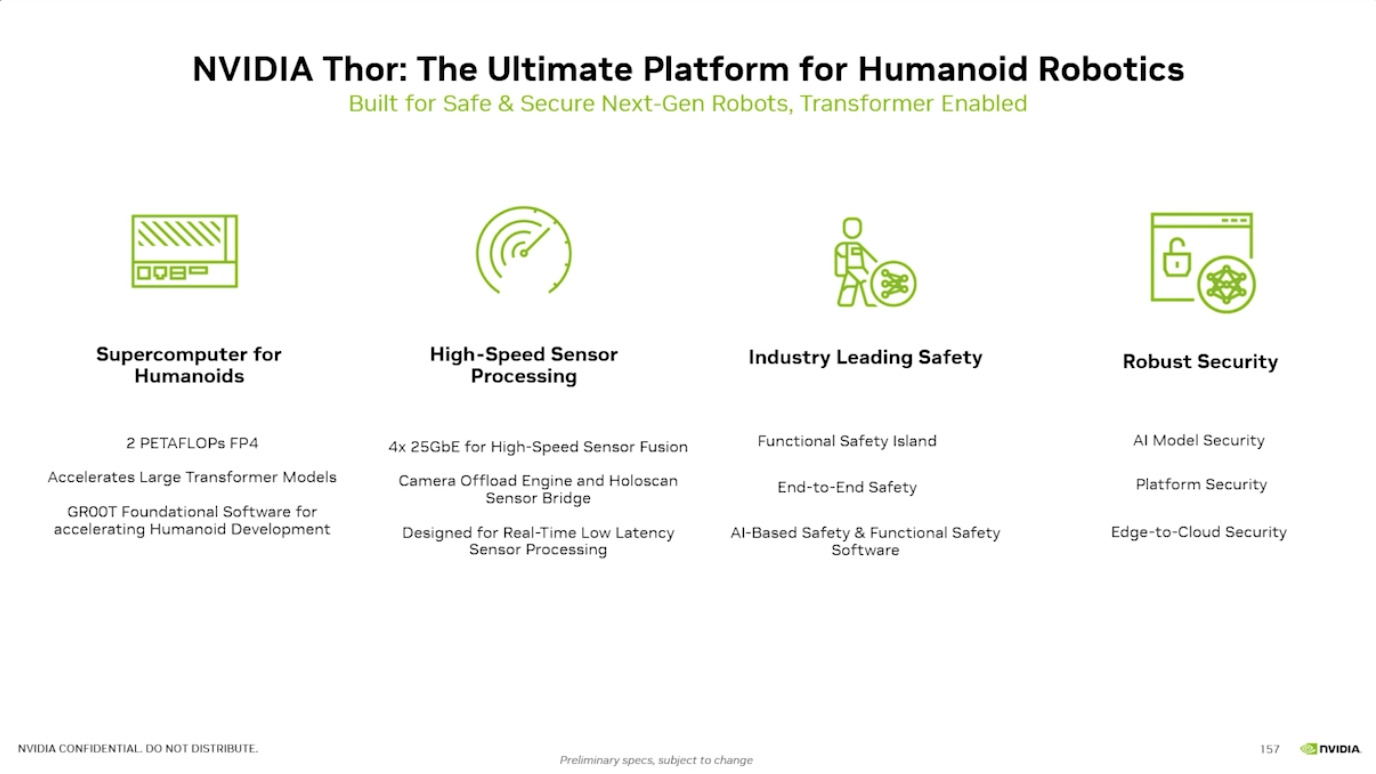 NVIDIA Thor: The Ultimate Platform for Humanoid Robotics
Built for Safe & Secure Next-Gen Robots, Transformer Enabled
Supercomputer for
Humanoids
2 PETAFLOPs FP4
Accelerates Large Transformer Models
GR00T Foundational Software for
accelerating Humanoid Development
High-Speed Sensor
Processing
4x 25GbE for High-Speed Sensor Fusion
Camera Offload Engine and Holoscan
Sensor Bridge
Designed for Real-Time Low Latency
Sensor Processing
Industry Leading Safety
Functional Safety Island
End-to-End Safety
AI-Based Safety & Functional Safety
Software
Robust Security
AI Model Security
Platform Security
Edge-to-Cloud Security
NVIDIA CONFIDENTIAL. DO NOT DISTRIBUTE.
Preliminary specs, subject to change
157
NVIDIA.